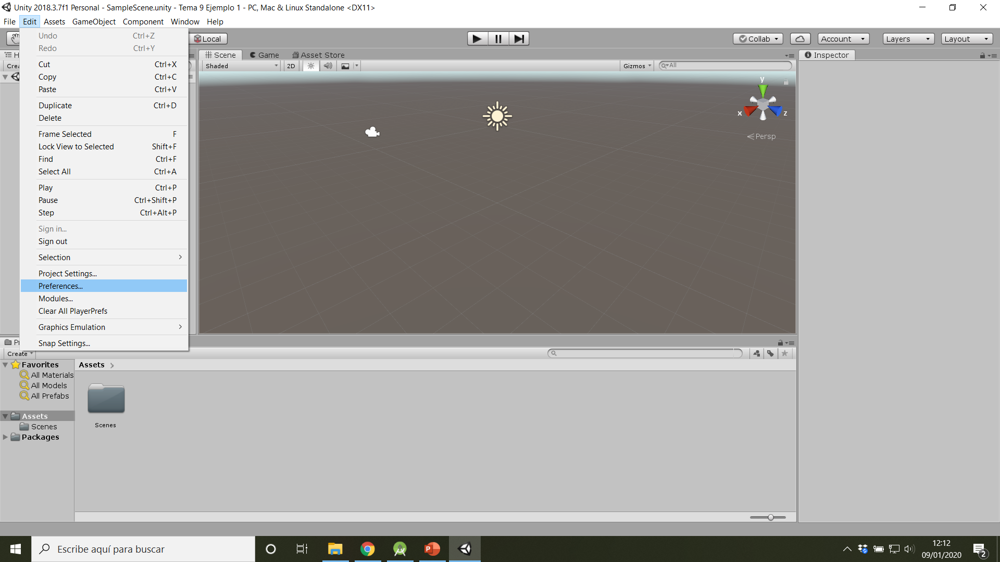 Unity 2018.3.7f1 Personal - SampleScene.unity - Tema 9 Ejemplo 1 - PC, Mac & Linux Standalone <DX11>
File Edit Assets GameObject Component Window Help
Local
Collab Account Layers Layout
Undo Ctrl+Z
Redo Ctrl+Y
Cut Ctrl+X
Copy Ctrl+C
Paste Ctrl+V
Duplicate Ctrl+D
Delete
Frame Selected F
Lock View to Selected Shift+F
Find Ctrl+F
Select All Ctrl+A
Play Ctrl+P
Pause Ctrl+Shift+P
Step Ctrl+Alt+P
Sign in...
Sign out
Selection
Project Settings...
Preferences...
Modules...
Clear All PlayerPrefs
Graphics Emulation
Snap Settings...
H
Crea
Scene Game Asset Store
Shaded 2D Gizmos All
y
x z
Persp
Inspector
P
Create
Favorites
All Materials
All Models
All Prefabs
Assets
Scenes
Packages
Assets
Scenes
Escribe aquí para buscar
12:12
09/01/2020
2